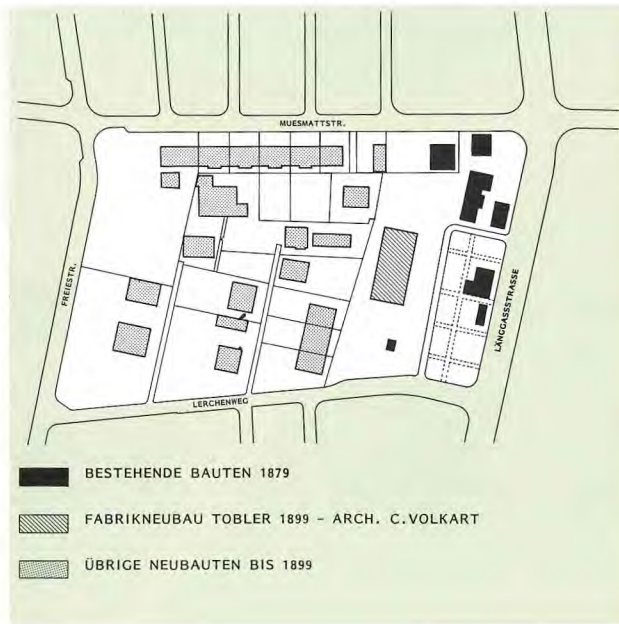 MUESMATTSTR.
FREIESTR.
LÄNGGASSSTRASSE
LERCHENWEG
BESTEHENDE BAUTEN 1879
FABRIKNEUBAU TOBLER 1899 – ARCH. C.VOLKART
ÜBRIGE NEUBAUTEN BIS 1899